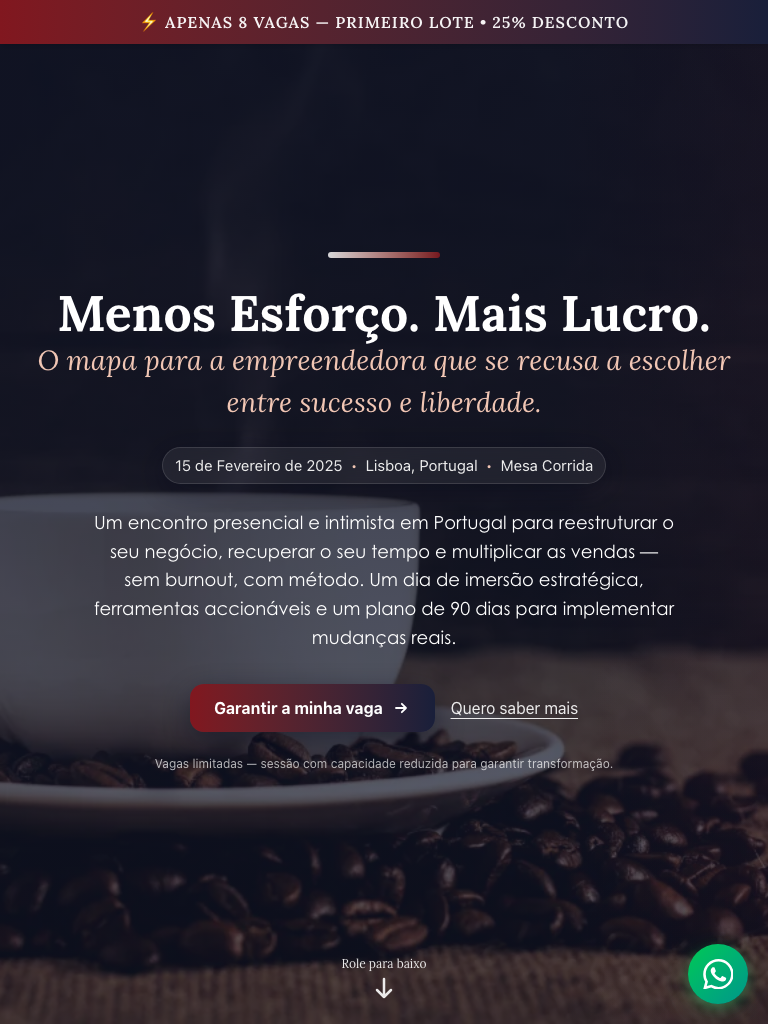 ⚡ APENAS 8 VAGAS — PRIMEIRO LOTE • 25% DESCONTO
Menos Esforço. Mais Lucro.
O mapa para a empreendedora que se recusa a escolher
entre sucesso e liberdade.
15 de Fevereiro de 2025 • Lisboa, Portugal • Mesa Corrida
Um encontro presencial e intimista em Portugal para reestruturar o
seu negócio, recuperar o seu tempo e multiplicar as vendas —
sem burnout, com método. Um dia de imersão estratégica,
ferramentas accionáveis e um plano de 90 dias para implementar
mudanças reais.
Garantir a minha vaga → Quero saber mais
Vagas limitadas — sessão com capacidade reduzida para garantir transformação.
Role para baixo